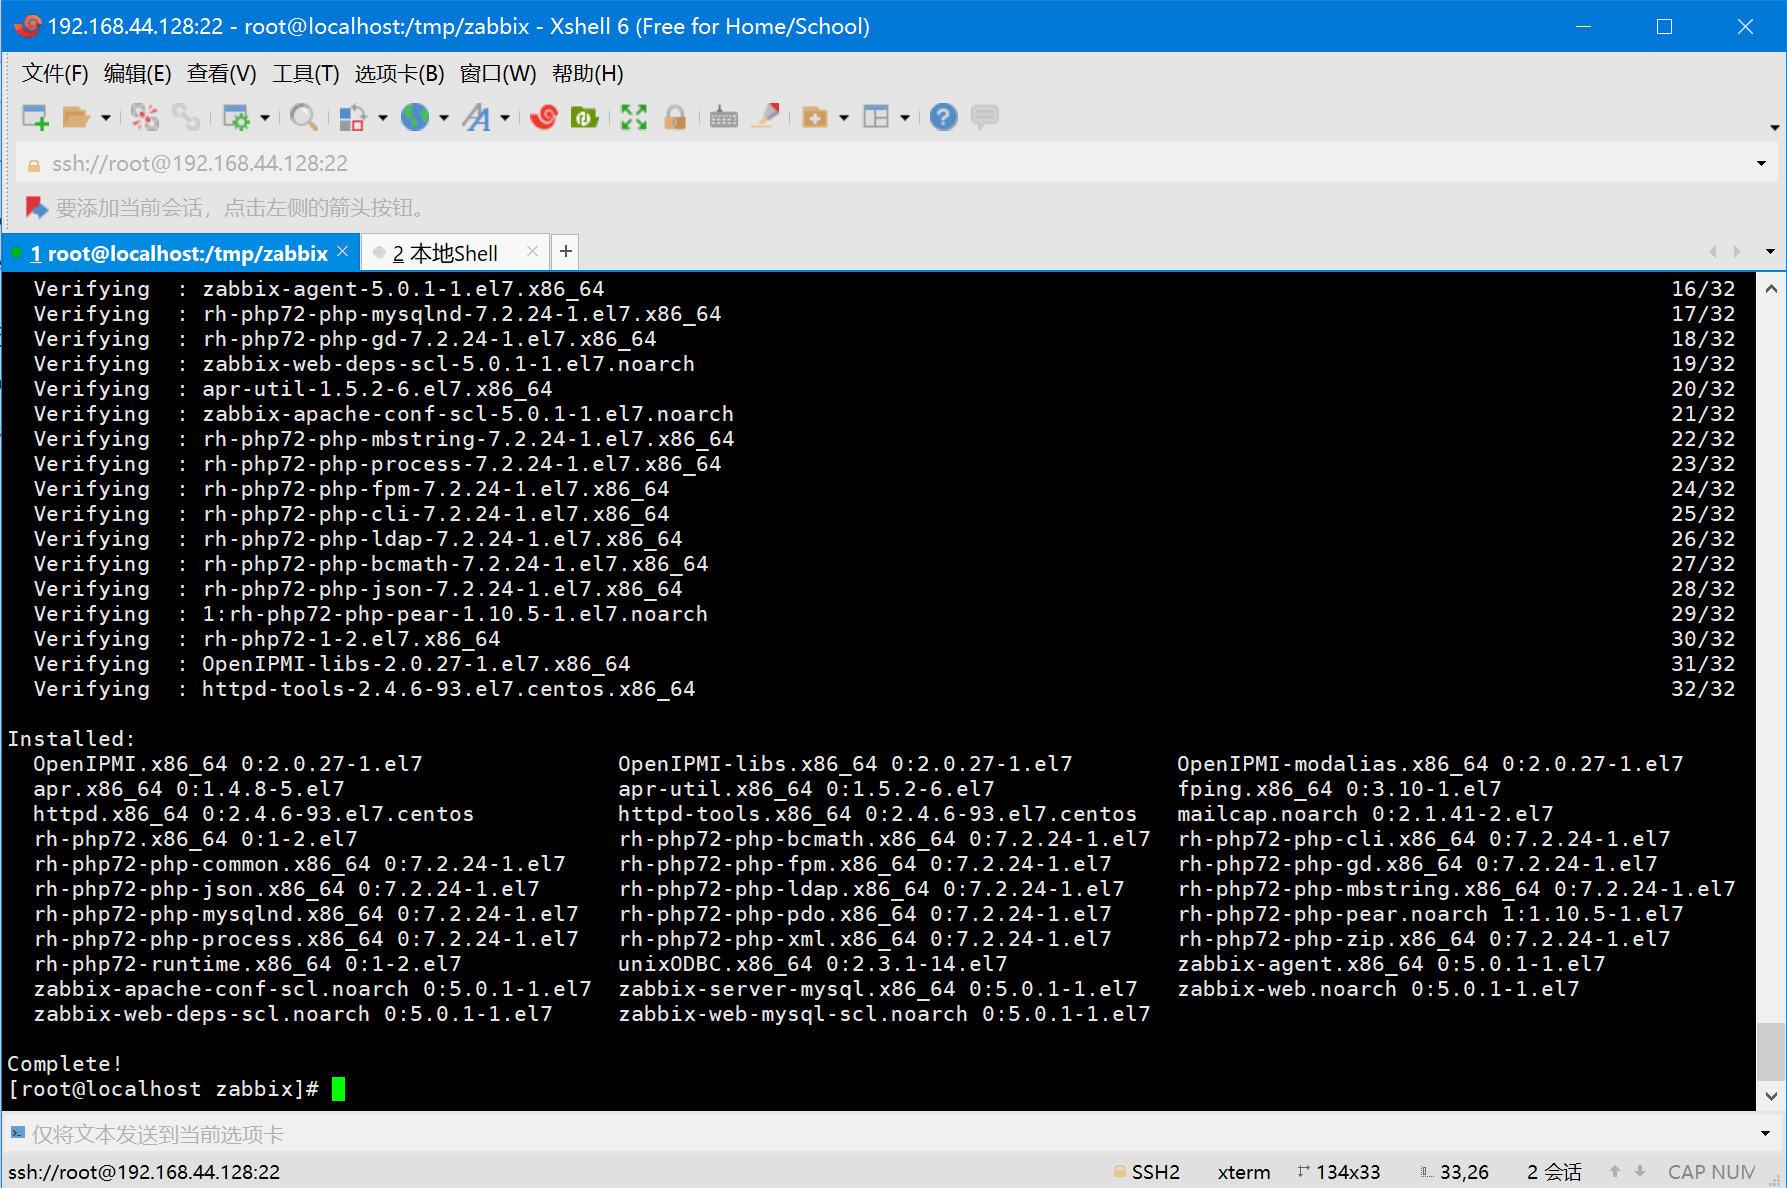 192.168.44.128:22 - root@localhost:/tmp/zabbix - Xshell 6 (Free for Home/School)
文件(F) 编辑(E) 查看(V) 工具(T) 选项卡(B) 窗口(W) 帮助(H)
ssh://root@192.168.44.128:22
要添加当前会话，点击左侧的箭头按钮。
1 root@localhost:/tmp/zabbix × 2 本地Shell × +
Verifying : zabbix-agent-5.0.1-1.el7.x86_64 16/32
Verifying : rh-php72-php-mysqlnd-7.2.24-1.el7.x86_64 17/32
Verifying : rh-php72-php-gd-7.2.24-1.el7.x86_64 18/32
Verifying : zabbix-web-deps-scl-5.0.1-1.el7.noarch 19/32
Verifying : apr-util-1.5.2-6.el7.x86_64 20/32
Verifying : zabbix-apache-conf-scl-5.0.1-1.el7.noarch 21/32
Verifying : rh-php72-php-mbstring-7.2.24-1.el7.x86_64 22/32
Verifying : rh-php72-php-process-7.2.24-1.el7.x86_64 23/32
Verifying : rh-php72-php-fpm-7.2.24-1.el7.x86_64 24/32
Verifying : rh-php72-php-cli-7.2.24-1.el7.x86_64 25/32
Verifying : rh-php72-php-ldap-7.2.24-1.el7.x86_64 26/32
Verifying : rh-php72-php-bcmath-7.2.24-1.el7.x86_64 27/32
Verifying : rh-php72-php-json-7.2.24-1.el7.x86_64 28/32
Verifying : 1:rh-php72-php-pear-1.10.5-1.el7.noarch 29/32
Verifying : rh-php72-1-2.el7.x86_64 30/32
Verifying : OpenIPMI-libs-2.0.27-1.el7.x86_64 31/32
Verifying : httpd-tools-2.4.6-93.el7.centos.x86_64 32/32
Installed:
OpenIPMI.x86_64 0:2.0.27-1.el7 OpenIPMI-libs.x86_64 0:2.0.27-1.el7 OpenIPMI-modalias.x86_64 0:2.0.27-1.el7
apr.x86_64 0:1.4.8-5.el7 apr-util.x86_64 0:1.5.2-6.el7 fping.x86_64 0:3.10-1.el7
httpd.x86_64 0:2.4.6-93.el7.centos httpd-tools.x86_64 0:2.4.6-93.el7.centos mailcap.noarch 0:2.1.41-2.el7
rh-php72.x86_64 0:1-2.el7 rh-php72-php-bcmath.x86_64 0:7.2.24-1.el7 rh-php72-php-cli.x86_64 0:7.2.24-1.el7
rh-php72-php-common.x86_64 0:7.2.24-1.el7 rh-php72-php-fpm.x86_64 0:7.2.24-1.el7 rh-php72-php-gd.x86_64 0:7.2.24-1.el7
rh-php72-php-json.x86_64 0:7.2.24-1.el7 rh-php72-php-ldap.x86_64 0:7.2.24-1.el7 rh-php72-php-mbstring.x86_64 0:7.2.24-1.el7
rh-php72-php-mysqlnd.x86_64 0:7.2.24-1.el7 rh-php72-php-pdo.x86_64 0:7.2.24-1.el7 rh-php72-php-pear.noarch 1:1.10.5-1.el7
rh-php72-php-process.x86_64 0:7.2.24-1.el7 rh-php72-php-xml.x86_64 0:7.2.24-1.el7 rh-php72-php-zip.x86_64 0:7.2.24-1.el7
rh-php72-runtime.x86_64 0:1-2.el7 unixODBC.x86_64 0:2.3.1-14.el7 zabbix-agent.x86_64 0:5.0.1-1.el7
zabbix-apache-conf-scl.noarch 0:5.0.1-1.el7 zabbix-server-mysql.x86_64 0:5.0.1-1.el7 zabbix-web.noarch 0:5.0.1-1.el7
zabbix-web-deps-scl.noarch 0:5.0.1-1.el7 zabbix-web-mysql-scl.noarch 0:5.0.1-1.el7
Complete!
[root@localhost zabbix]#
仅将文本发送到当前选项卡
ssh://root@192.168.44.128:22 SSH2 xterm 134x33 33,26 2 会话 CAP NUM